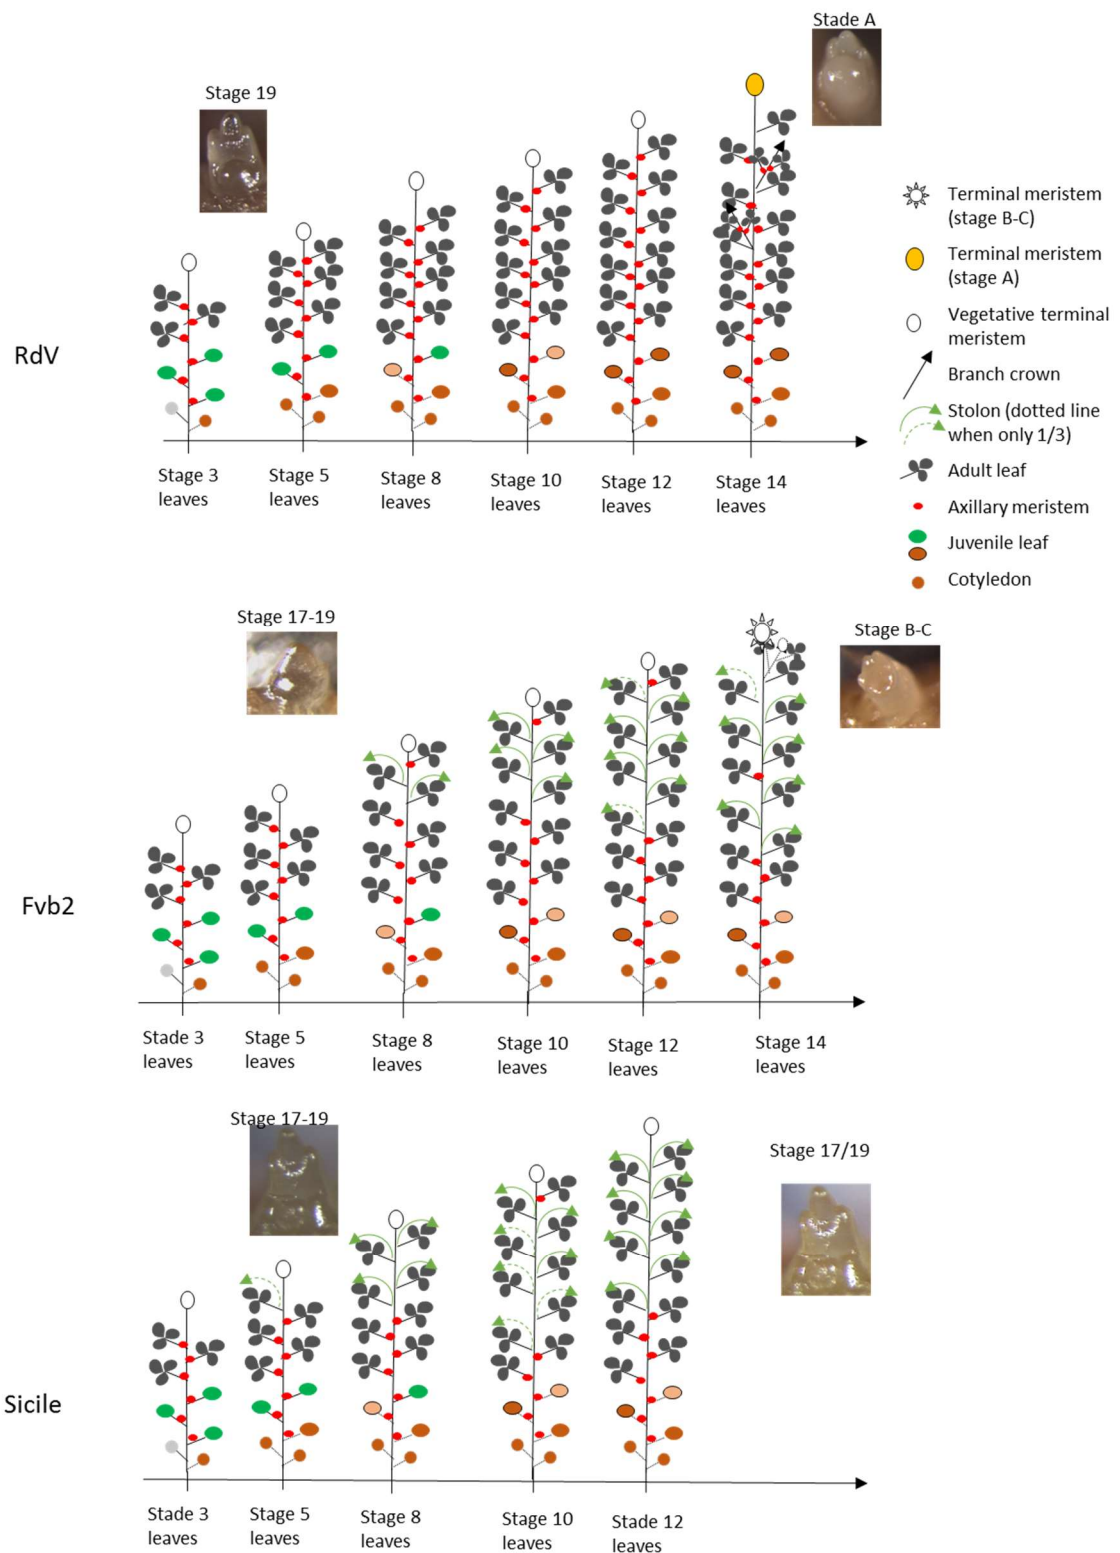 Stade A
Stage 19
Terminal meristem
(stage B-C)
Terminal meristem
(stage A)
Vegetative terminal
meristem
Branch crown
Stolon (dotted line
when only 1/3)
Adult leaf
Axillary meristem
Juvenile leaf
Cotyledon
RdV
Stage 3
leaves
Stage 5
leaves
Stage 8
leaves
Stage 10
leaves
Stage 12
leaves
Stage 14
leaves
Stage 17-19
Stage B-C
Fvb2
Stade 3
leaves
Stage 5
leaves
Stage 8
leaves
Stage 10
leaves
Stage 12
leaves
Stage 14
leaves
Stage 17-19
Stage 17/19
Sicile
Stade 3
leaves
Stage 5
leaves
Stage 8
leaves
Stage 10
leaves
Stade 12
leaves